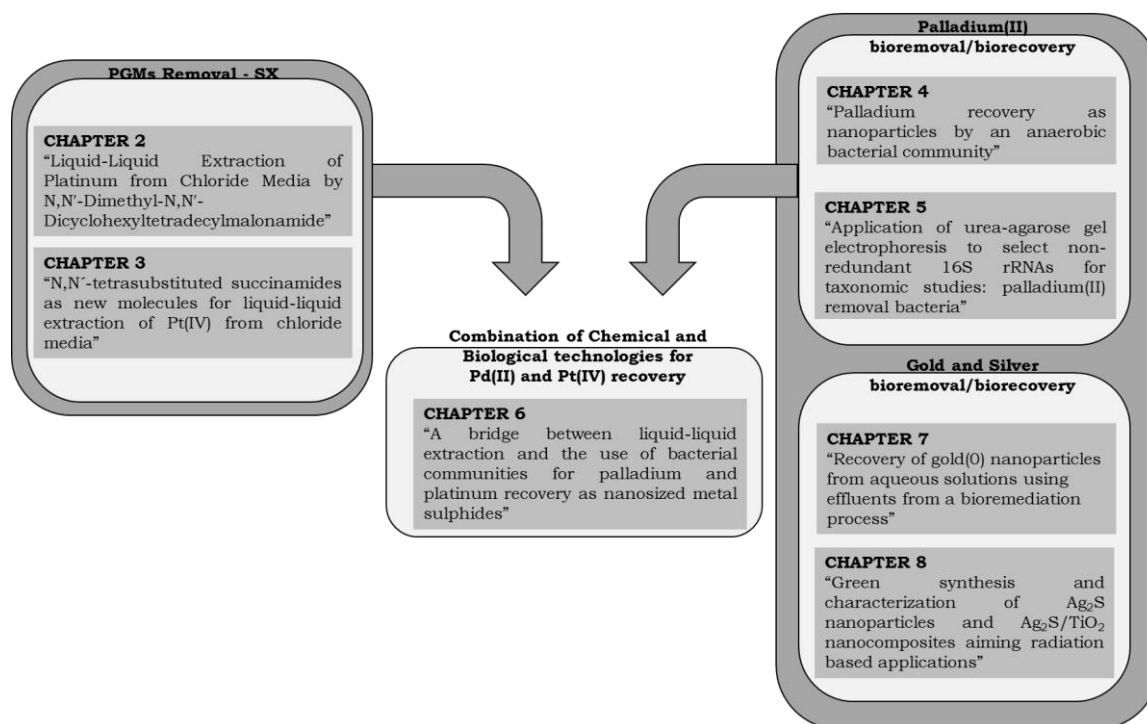 PGMs Removal - SX
CHAPTER 2
“Liquid-Liquid Extraction of
Platinum from Chloride Media by
N,N′-Dimethyl-N,N′-
Dicyclohexyltetradecylmalonamide”
CHAPTER 3
“N,N´-tetrasubstituted succinamides
as new molecules for liquid-liquid
extraction of Pt(IV) from chloride
media”
Combination of Chemical and
Biological technologies for
Pd(II) and Pt(IV) recovery
CHAPTER 6
“A bridge between liquid-liquid
extraction and the use of bacterial
communities for palladium and
platinum recovery as nanosized metal
sulphides”
Palladium(II)
bioremoval/biorecovery
CHAPTER 4
“Palladium recovery as
nanoparticles by an anaerobic
bacterial community”
CHAPTER 5
“Application of urea-agarose gel
electrophoresis to select non-
redundant 16S rRNAs for
taxonomic studies: palladium(II)
removal bacteria”
Gold and Silver
bioremoval/biorecovery
CHAPTER 7
“Recovery of gold(0) nanoparticles
from aqueous solutions using
effluents from a bioremediation
process”
CHAPTER 8
“Green synthesis and
characterization of Ag₂S
nanoparticles and Ag₂S/TiO₂
nanocomposites aiming radiation
based applications”